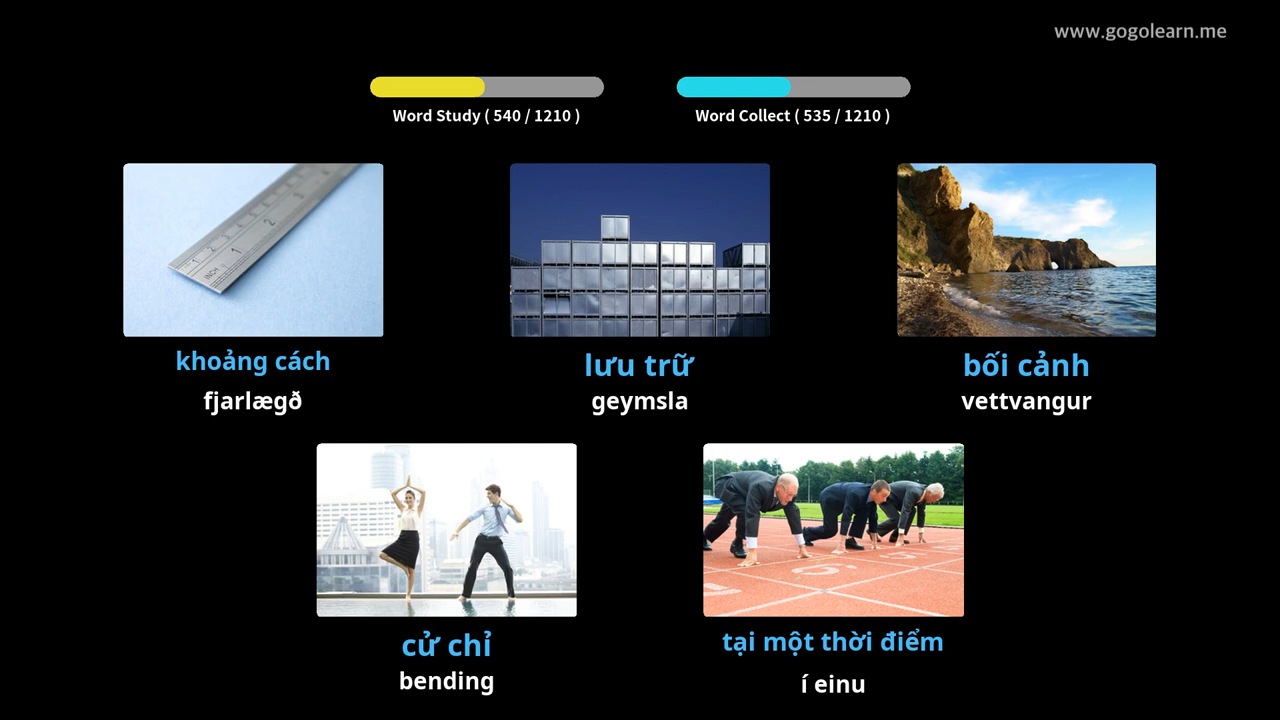 www.gogolearn.me
Word Study ( 540 / 1210 )
Word Collect ( 535 / 1210 )
khoảng cách
fjarlægð
lưu trữ
geymsla
bối cảnh
vettvangur
cử chỉ
bending
tại một thời điểm
í einu